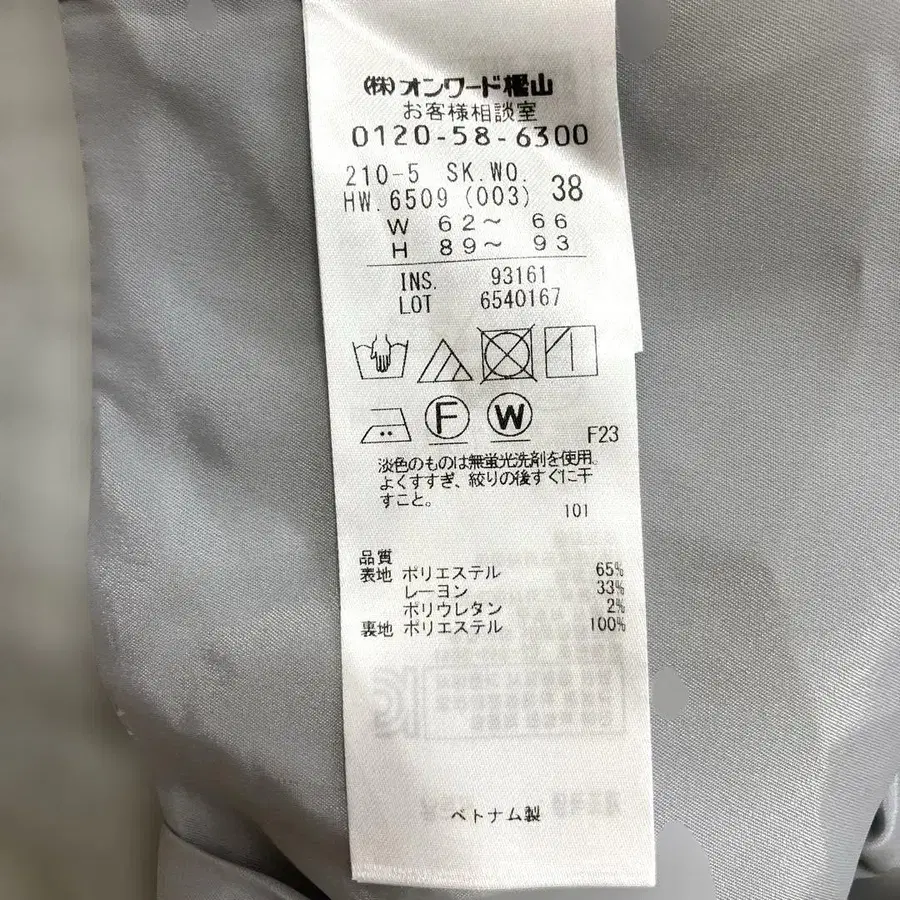 (株)オンワード樫山
お客様相談室
0120-58-6300
210-5 SK.WO.
HW.6509 (003) 38
W 62～ 66
H 89～ 93
INS. 93161
LOT 6540167
F
W
F23
淡色のものは無蛍光洗剤を使用。
よくすすぎ、絞りの後すぐに干
すこと。
101
品質
表地 ポリエステル 65%
レーヨン 33%
ポリウレタン 2%
裏地 ポリエステル 100%
ベトナム製